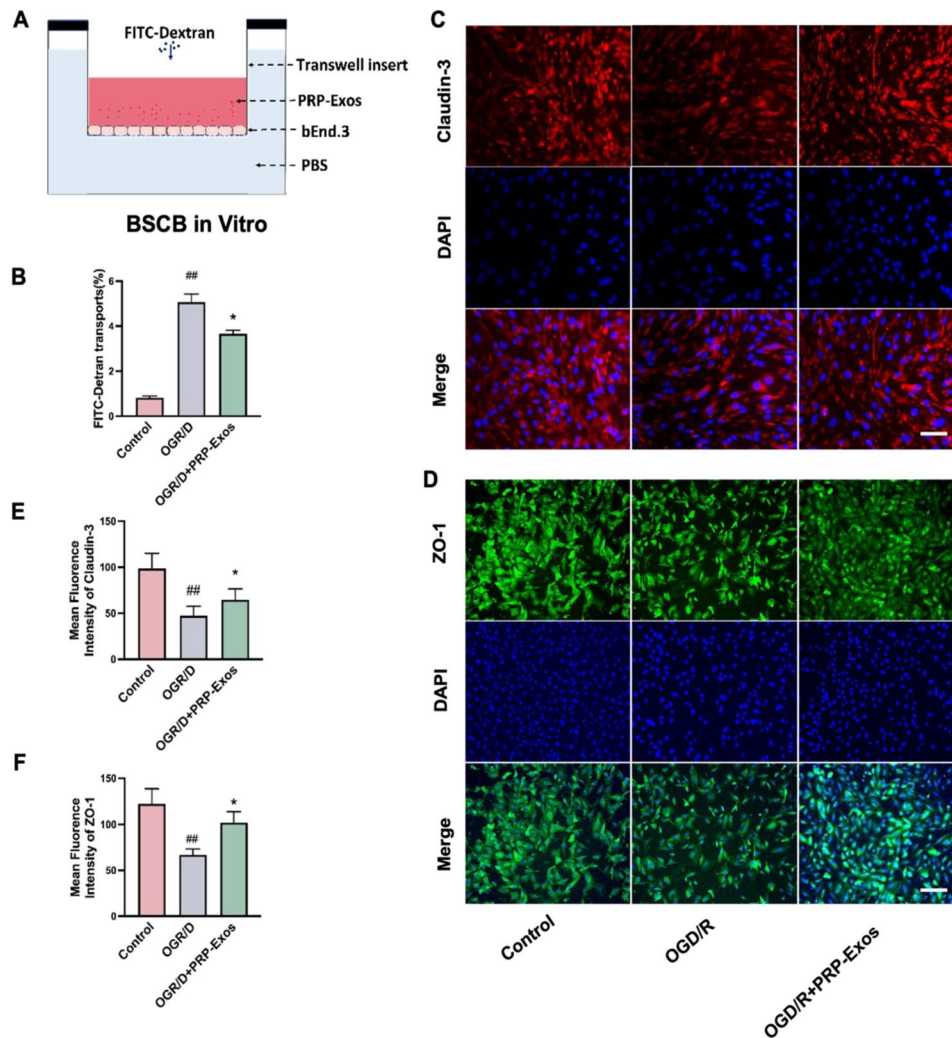 A
FITC-Dextran
Transwell insert
PRP-Exos
bEnd.3
PBS
BSCB in Vitro
B
FITC-Detran transports(%)
6
4
2
0
##
*
Control
OGR/D
OGR/D+PRP-Exos
E
Mean Fluorence
Intensity of Claudin-3
150
100
50
0
##
*
Control
OGR/D
OGR/D+PRP-Exos
F
Mean Fluorence
Intensity of ZO-1
150
100
50
0
##
*
Control
OGR/D
OGR/D+PRP-Exos
C
Claudin-3
DAPI
Merge
D
ZO-1
DAPI
Merge
Control
OGD/R
OGD/R+PRP-Exos